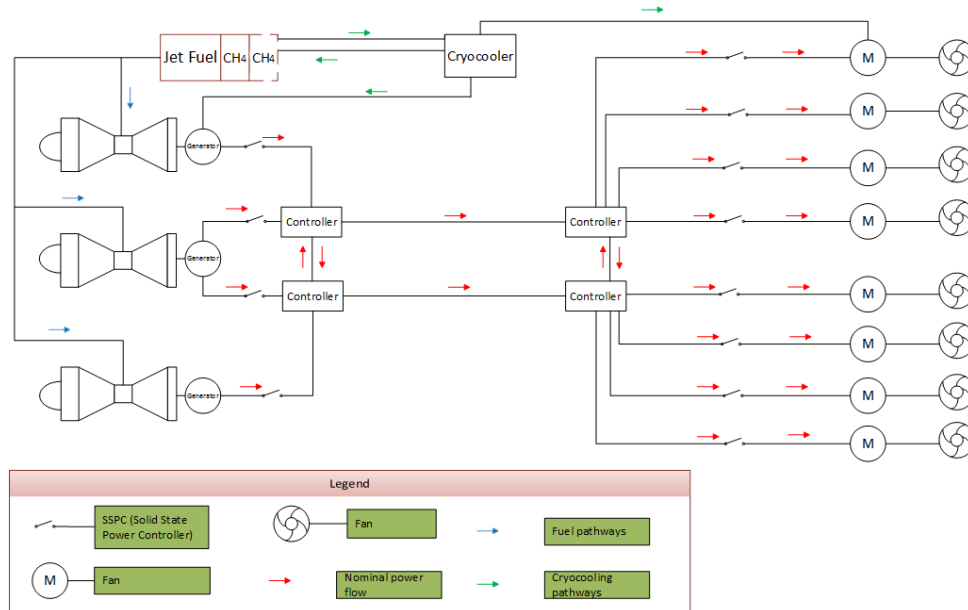 Jet Fuel CH4 CH4
Cryocooler
M
Generator
M
M
Controller
Controller
M
Generator
Controller
Controller
M
M
Generator
M
M
Legend
SSPC (Solid State
Power Controller)
Fan
Fuel pathways
M
Fan
Nominal power
flow
Cryocooling
pathways